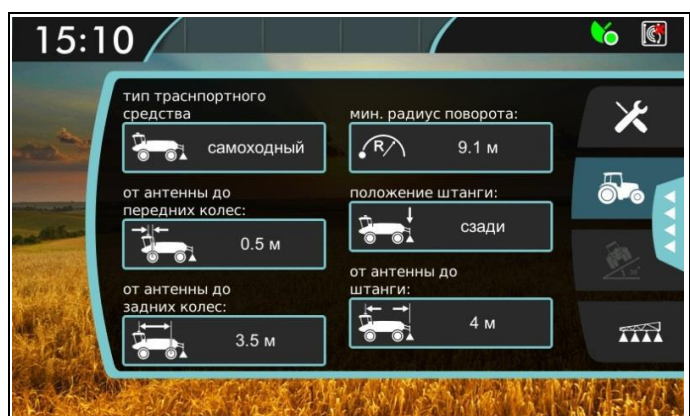 15:10
тип траснпортного
средства
самоходный
мин. радиус поворота:
R
9.1 м
от антенны до
передних колес:
0.5 м
положение штанги:
сзади
от антенны до
задних колес:
3.5 м
от антенны до
штанги:
4 м